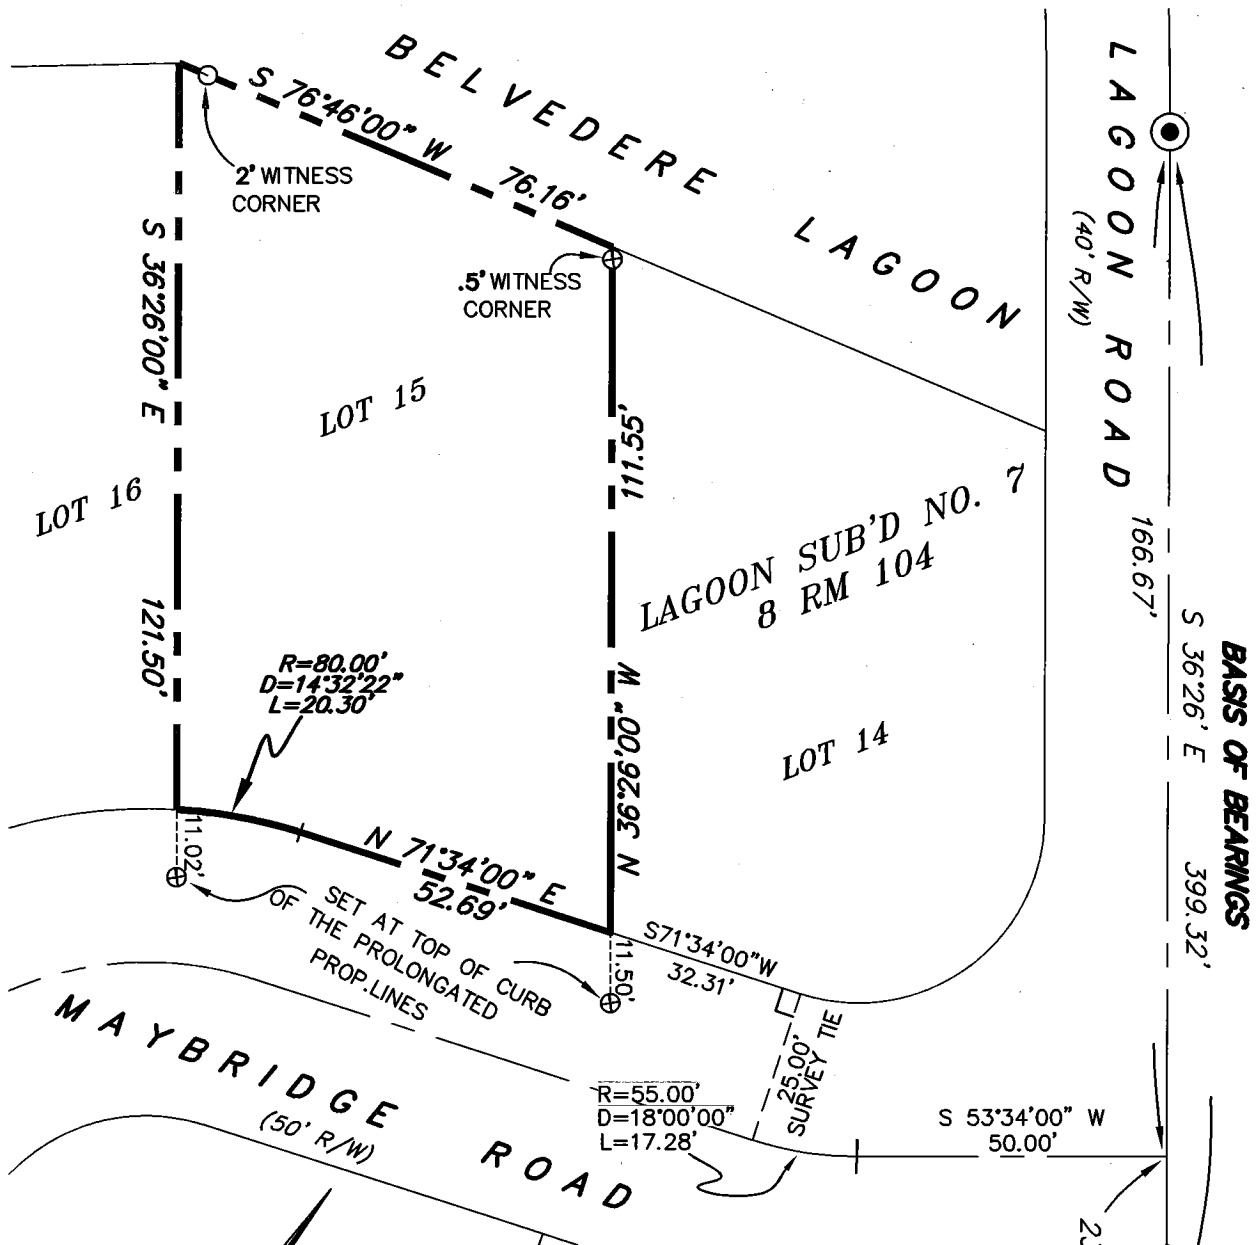 BELVEDERE LAGOON
S 76°46'00" W
76.16'
2' WITNESS
CORNER
.5' WITNESS
CORNER
S 36°26'00" E
121.50'
LOT 15
LOT 16
111.55'
N 36°26'00" W
LAGOON SUB'D NO. 7
8 RM 104
LOT 14
LAGOON ROAD
(40' R/W)
166.67'
S 36°26' E 399.32'
BASIS OF BEARINGS
R=80.00'
D=14°32'22"
L=20.30'
N 71°34'00" E
52.69'
11.02'
11.50'
SET AT TOP OF CURB
OF THE PROLONGATED
PROP.LINES
S71°34'00"W
32.31'
25.00'
SURVEY TIE
MAYBRIDGE ROAD
(50' R/W)
R=55.00'
D=18°00'00"
L=17.28'
S 53°34'00" W
50.00'